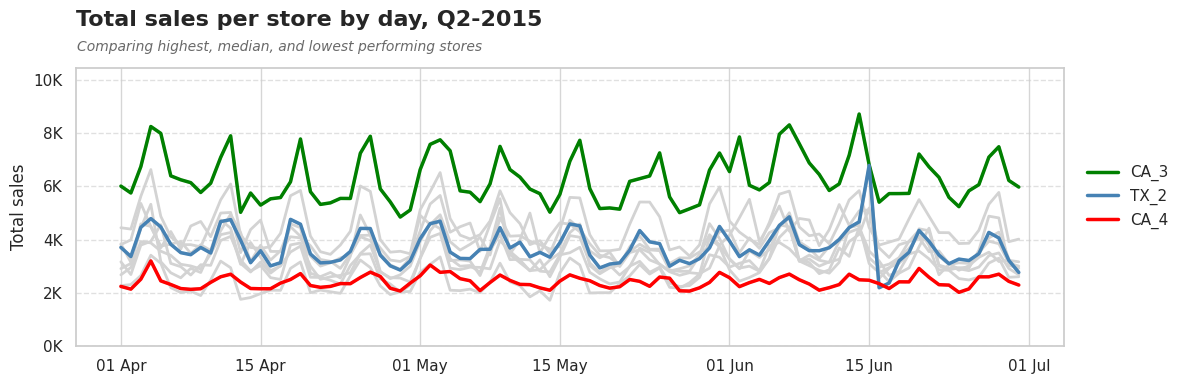 Total sales per store by day, Q2-2015
Comparing highest, median, and lowest performing stores
Total sales
10K
8K
6K
4K
2K
0K
01 Apr
15 Apr
01 May
15 May
01 Jun
15 Jun
01 Jul
CA_3
TX_2
CA_4